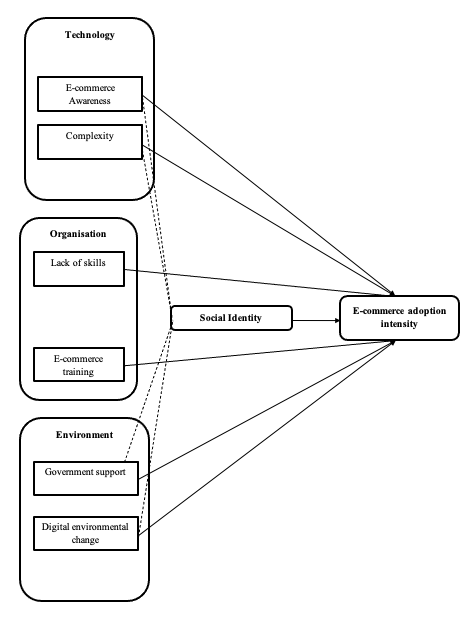 Technology
E-commerce
Awareness
Complexity
Organisation
Lack of skills
E-commerce
training
Social Identity
E-commerce adoption
intensity
Environment
Government support
Digital environmental
change